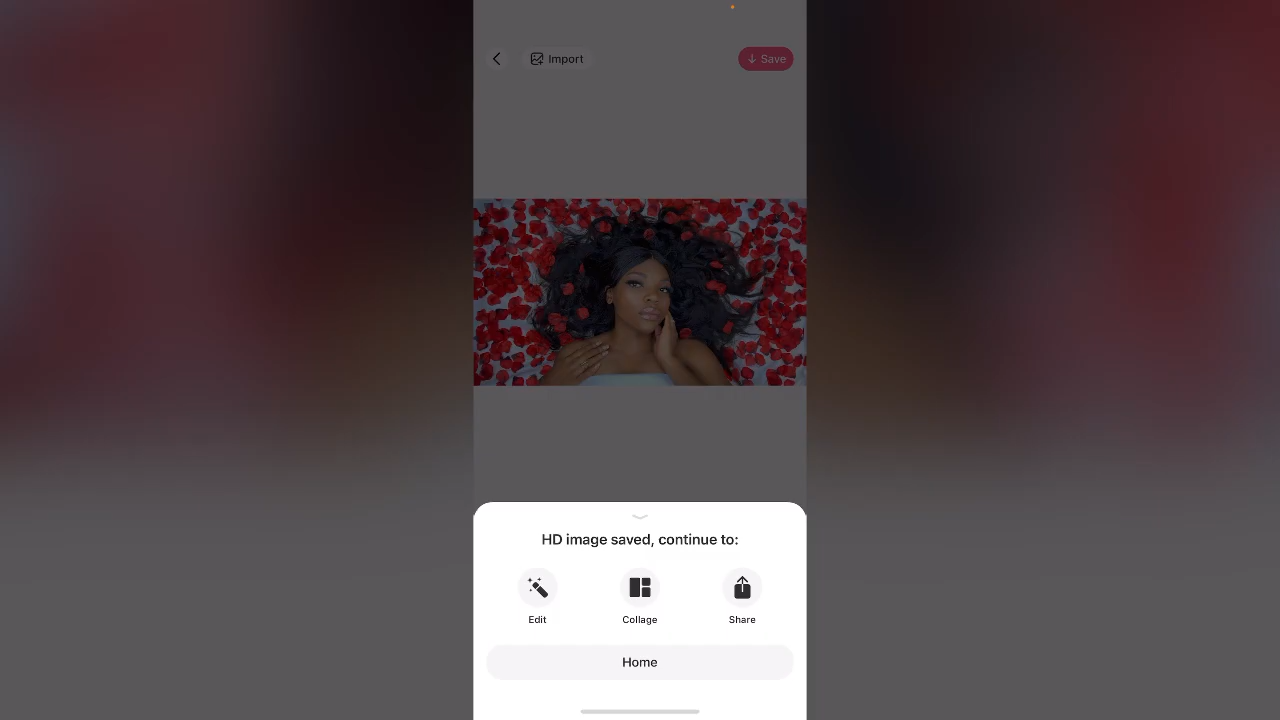 Import
Save
HD image saved, continue to:
Edit
Collage
Share
Home